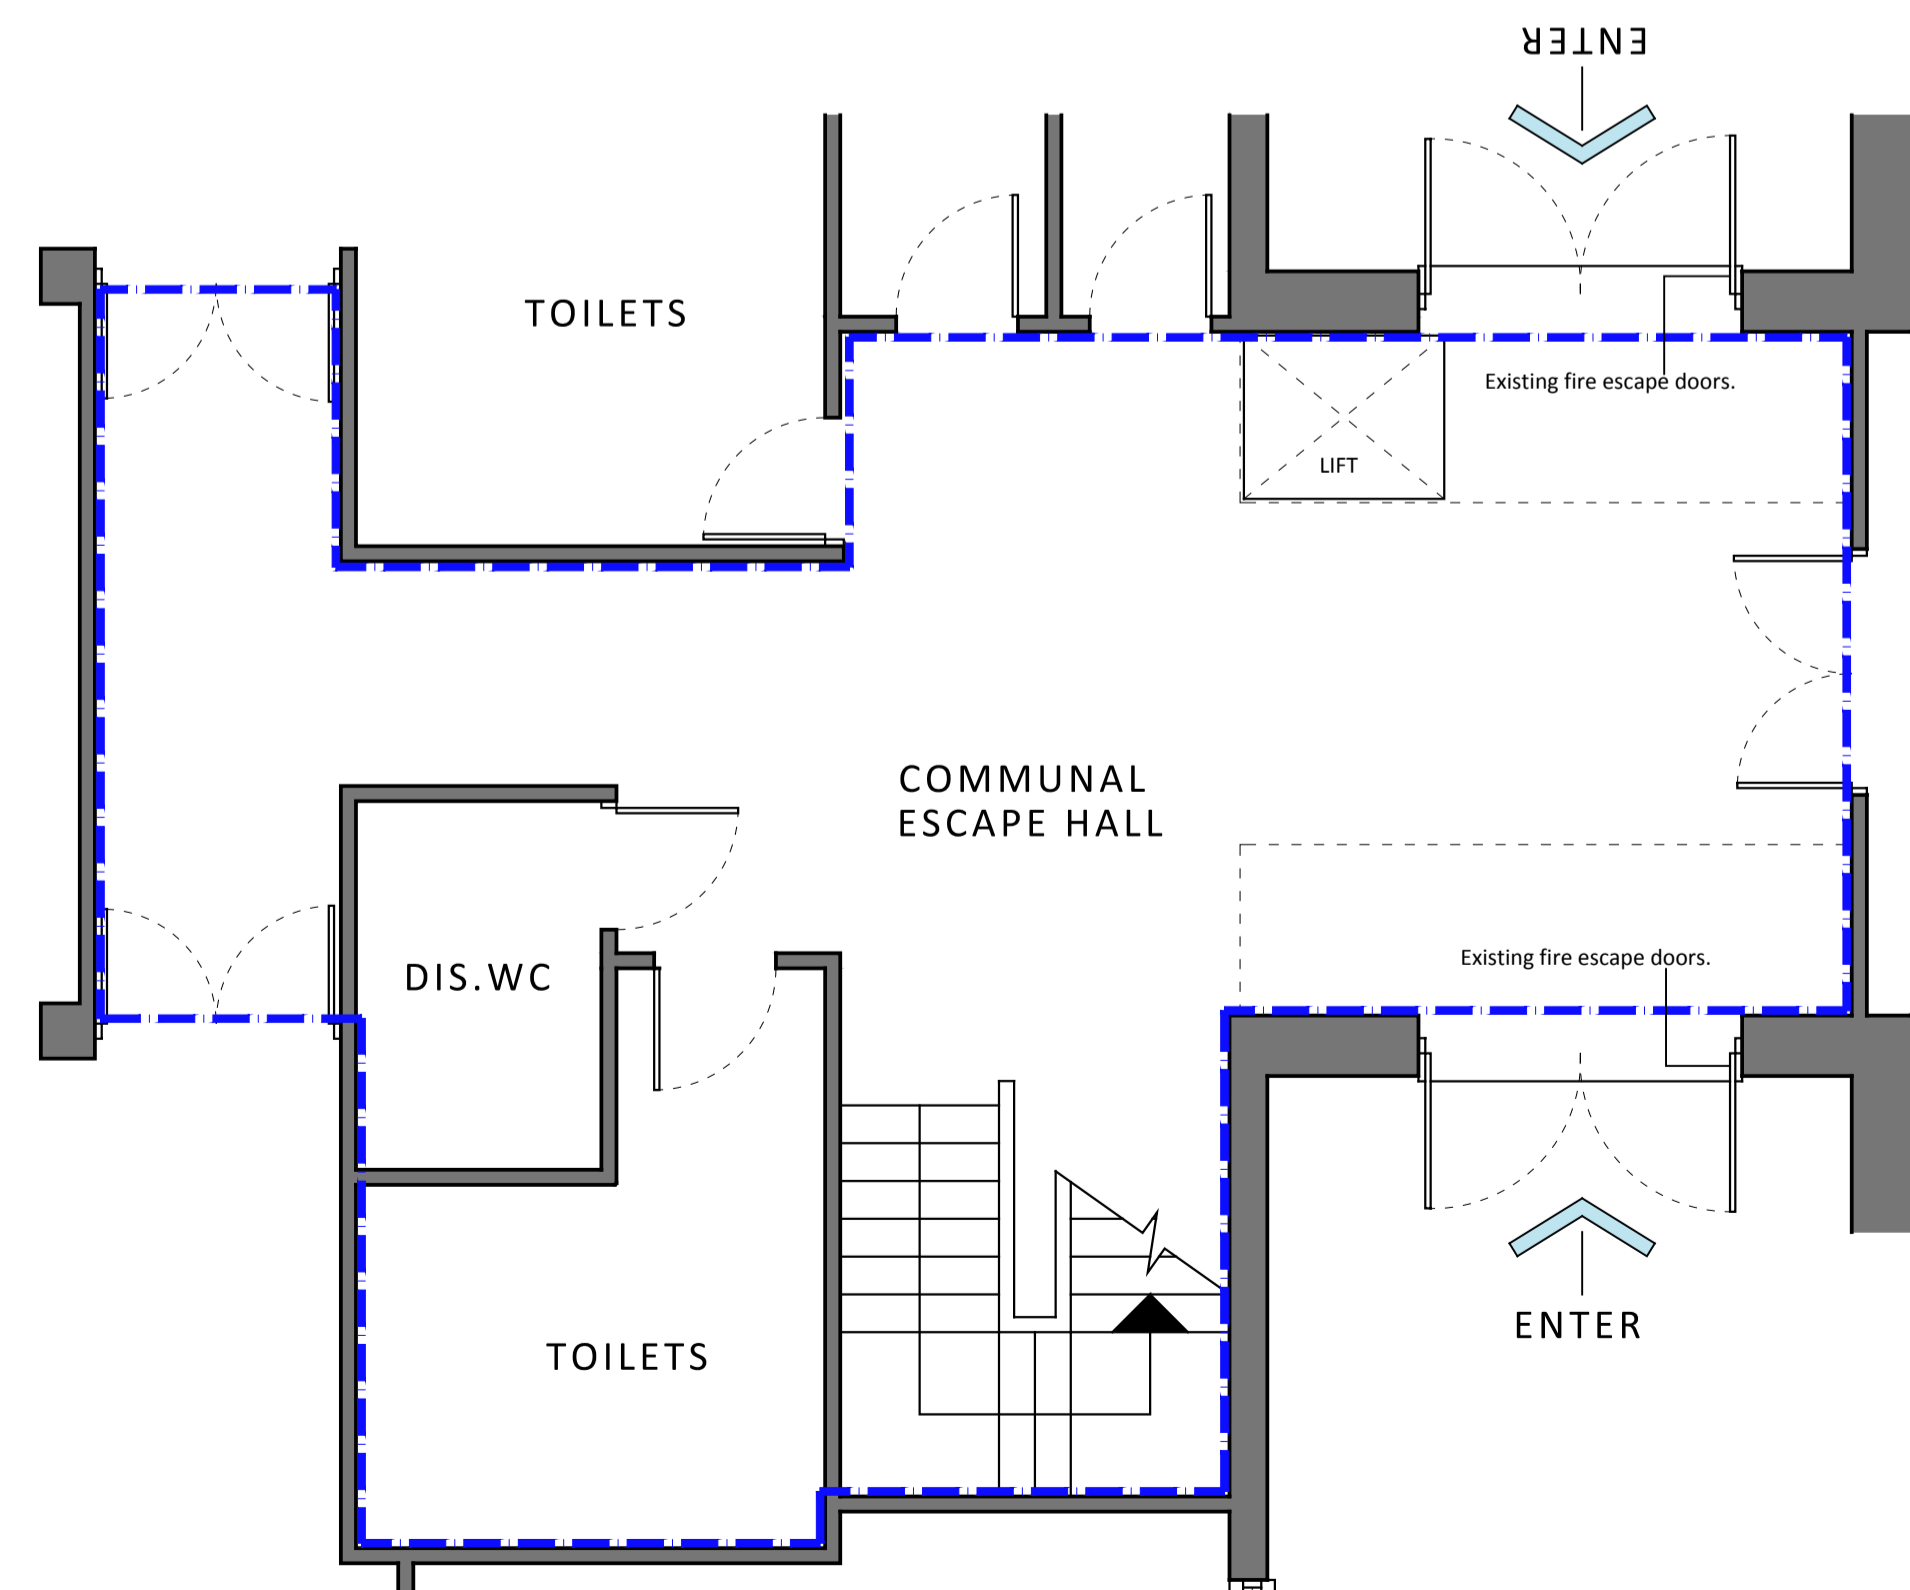 ENTER
TOILETS
Existing fire escape doors.
LIFT
COMMUNAL
ESCAPE HALL
Existing fire escape doors.
DIS.WC
ENTER
TOILETS